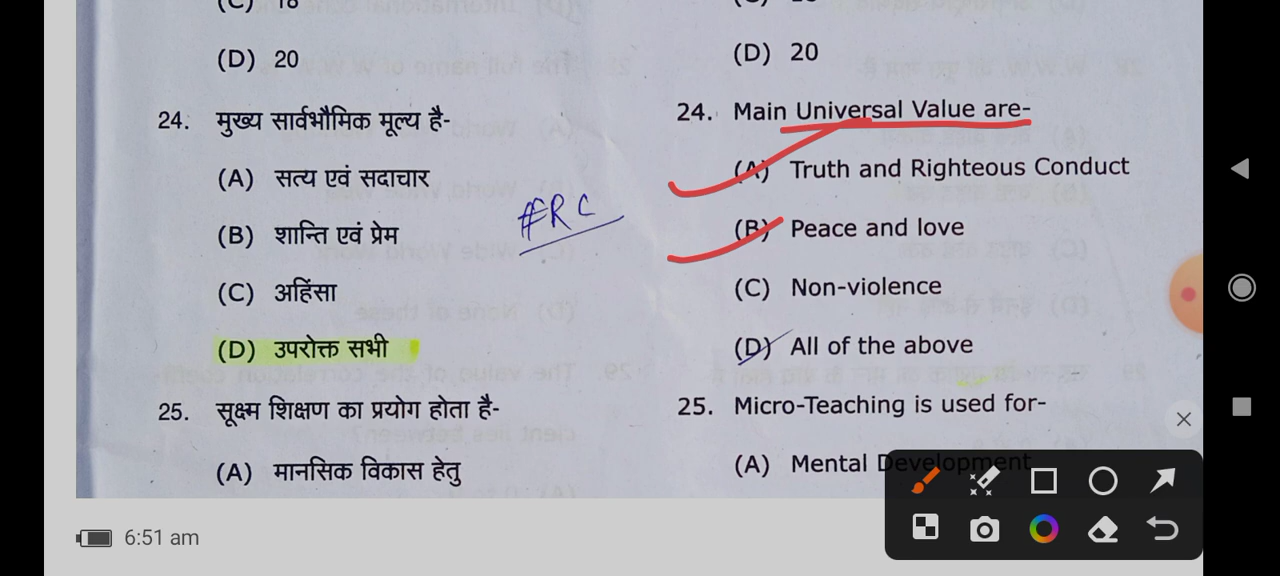 (D) 20
24. मुख्य सार्वभौमिक मूल्य है-
(A) सत्य एवं सदाचार
(B) शान्ति एवं प्रेम
(C) अहिंसा
(D) उपरोक्त सभी
25. सूक्ष्म शिक्षण का प्रयोग होता है-
(A) मानसिक विकास हेतु
(D) 20
24. Main Universal Value are-
(A) Truth and Righteous Conduct
(B) Peace and love
(C) Non-violence
(D) All of the above
25. Micro-Teaching is used for-
(A) Mental Development
6:51 am